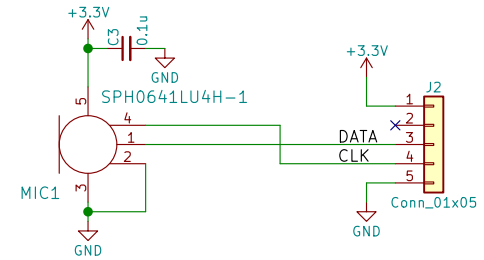 +3.3V
C3
0.1u
GND
SPH0641LU4H-1
5
4
1
2
3
MIC1
GND
+3.3V
J2
1
2
3
4
5
DATA
CLK
Conn_01x05
GND